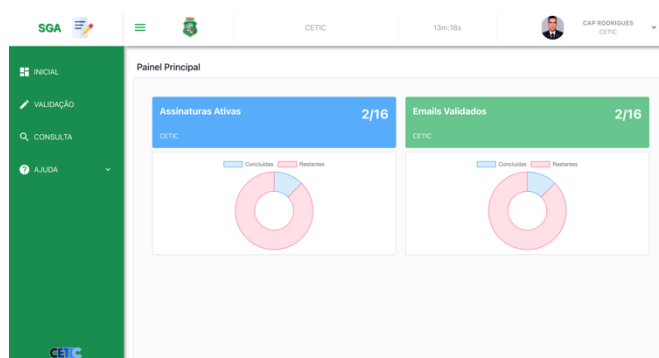 SGA
CETIC
13m:18s
CAP RODRIGUES
CETIC
INICIAL
VALIDAÇÃO
CONSULTA
AJUDA
CETIC
Painel Principal
Assinaturas Ativas
2/16
CETIC
Concluídas Restantes
Emails Validados
2/16
CETIC
Concluídas Restantes